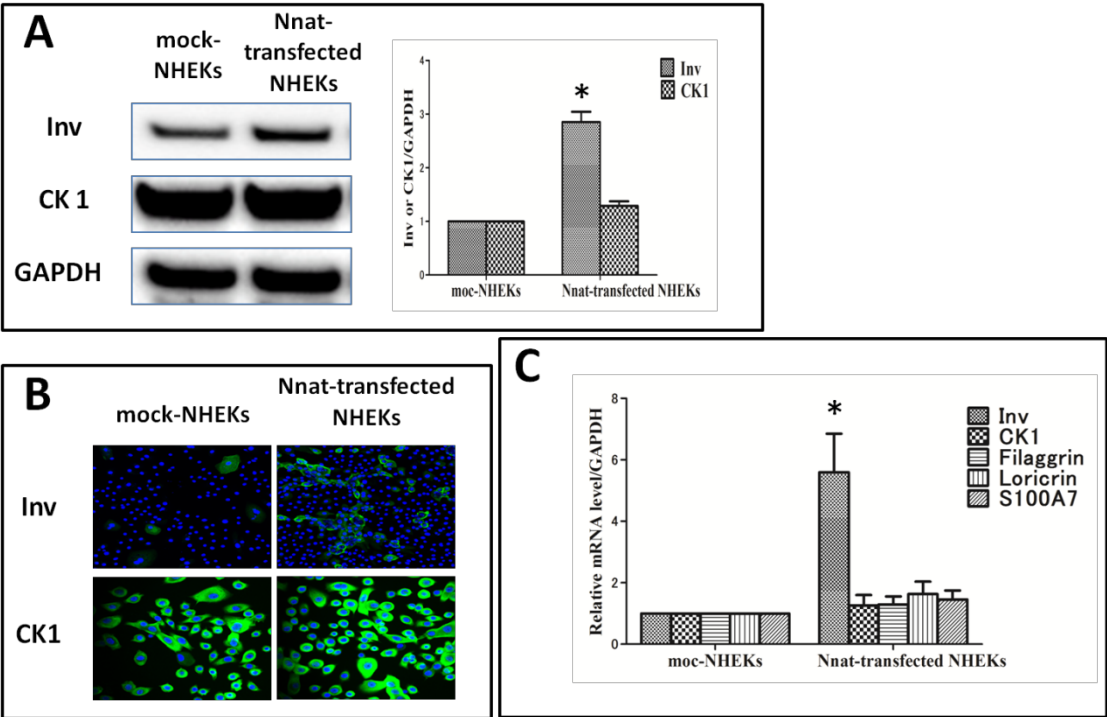 A
mock-
NHEKs
Nnat-
transfected
NHEKs
Inv
CK 1
GAPDH
Inv or CK1/GAPDH
4
3
2
1
0
*
Inv
CK1
moc-NHEKs
Nnat-transfected NHEKs
B
mock-NHEKs
Nnat-transfected
NHEKs
Inv
CK1
C
Relative mRNA level/GAPDH
8
6
4
2
0
*
Inv
CK1
Filaggrin
Loricrin
S100A7
moc-NHEKs
Nnat-transfected NHEKs